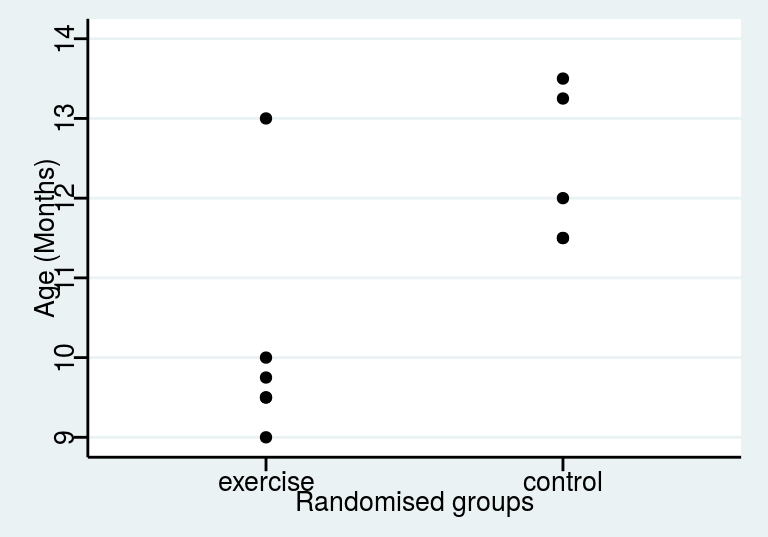 14
13
12
11
10
9
Age (Months)
exercise
control
Randomised groups